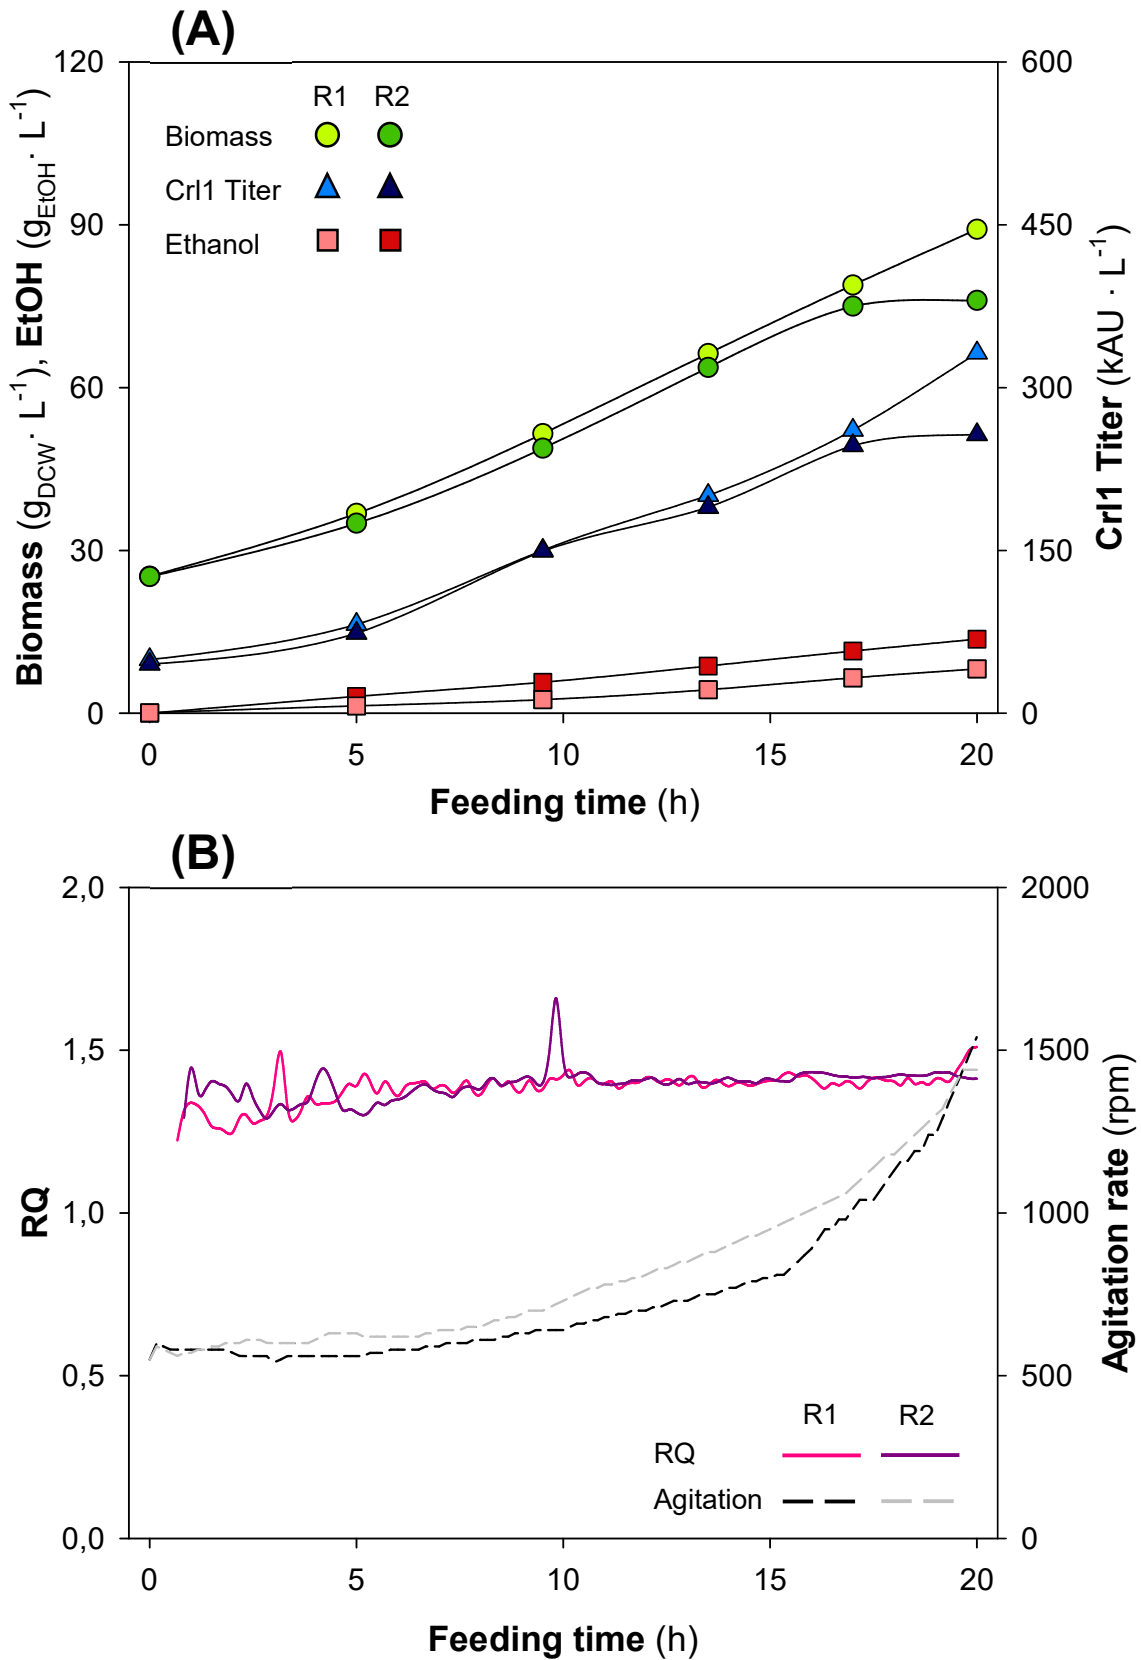 (A)
120
90
60
30
0
600
450
300
150
0
R1 R2
Biomass
Crl1 Titer
Ethanol
Biomass (g_DCW· L⁻¹), EtOH (g_EtOH· L⁻¹)
Crl1 Titer (kAU · L⁻¹)
0 5 10 15 20
Feeding time (h)
(B)
2,0
1,5
1,0
0,5
0,0
2000
1500
1000
500
0
RQ
Agitation rate (rpm)
R1 R2
RQ
Agitation
0 5 10 15 20
Feeding time (h)